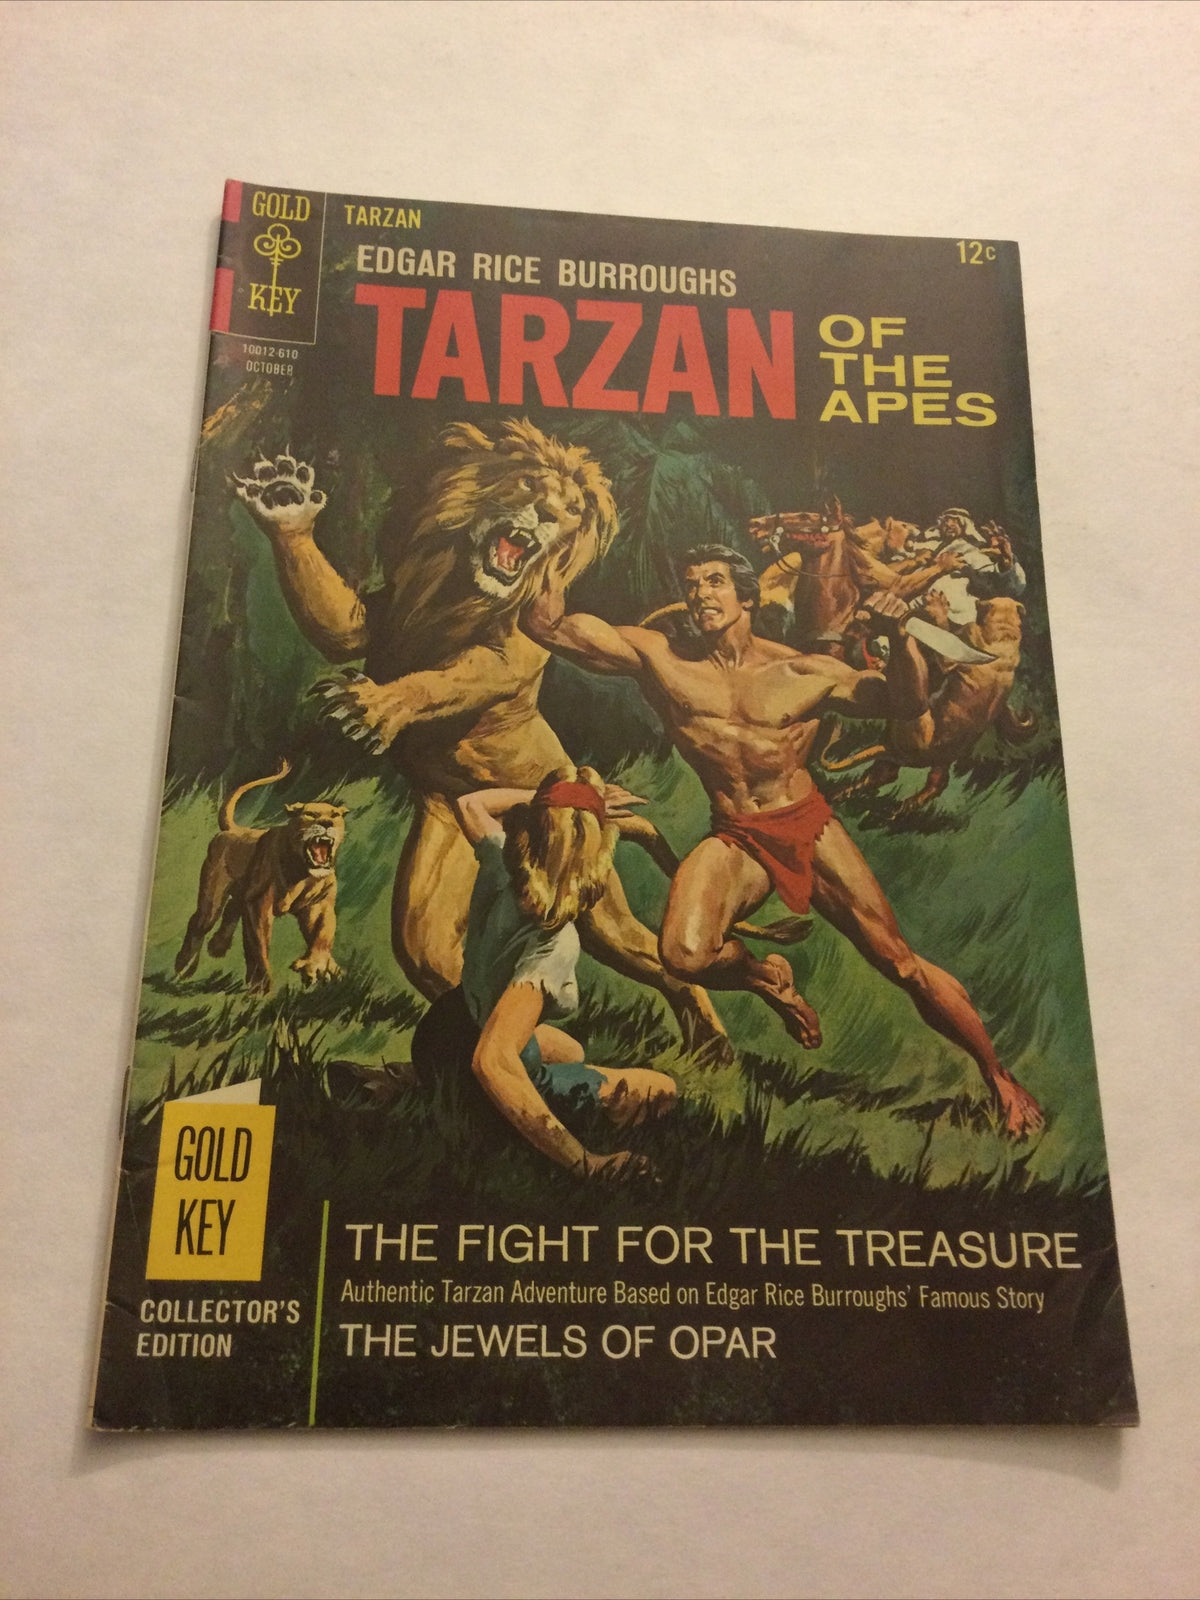 GOLD
KEY
TARZAN
12c
EDGAR RICE BURROUGHS
TARZAN
OF
THE
APES
10012-610
OCTOBER
GOLD
KEY
COLLECTOR'S
EDITION
THE FIGHT FOR THE TREASURE
Authentic Tarzan Adventure Based on Edgar Rice Burroughs' Famous Story
THE JEWELS OF OPAR